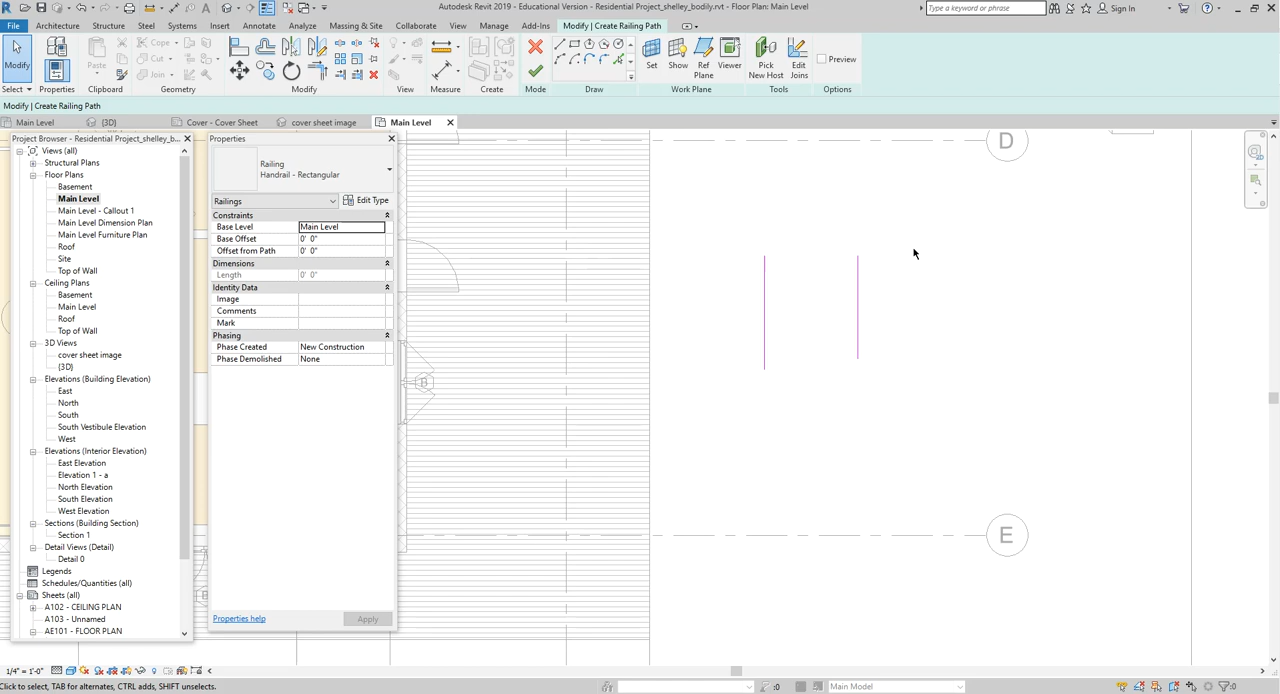 Autodesk Revit 2019 - Educational Version - Residential Project_shelley_bodily.rvt - Floor Plan: Main Level
Type a keyword or phrase
Sign In
File Architecture Structure Steel Systems Insert Annotate Analyze Massing & Site Collaborate View Manage Add-Ins Modify | Create Railing Path
Modify
Paste
Cope
Cut
Join
Set Show Ref Plane Viewer
Pick New Host
Edit Joins
Preview
Select Properties Clipboard Geometry Modify View Measure Create Mode Draw Work Plane Tools Options
Modify | Create Railing Path
Main Level {3D} Cover - Cover Sheet cover sheet image Main Level
Project Browser - Residential Project_shelley_b...
Views (all)
Structural Plans
Floor Plans
Basement
Main Level
Main Level - Callout 1
Main Level Dimension Plan
Main Level Furniture Plan
Roof
Site
Top of Wall
Ceiling Plans
Basement
Main Level
Roof
Top of Wall
3D Views
cover sheet image
{3D}
Elevations (Building Elevation)
East
North
South
South Vestibule Elevation
West
Elevations (Interior Elevation)
East Elevation
Elevation 1 - a
North Elevation
South Elevation
West Elevation
Sections (Building Section)
Section 1
Detail Views (Detail)
Detail 0
Legends
Schedules/Quantities (all)
Sheets (all)
A102 - CEILING PLAN
A103 - Unnamed
AE101 - FLOOR PLAN
Properties
Railing
Handrail - Rectangular
Railings
Edit Type
Constraints
Base Level Main Level
Base Offset 0' 0"
Offset from Path 0' 0"
Dimensions
Length 0' 0"
Identity Data
Image
Comments
Mark
Phasing
Phase Created New Construction
Phase Demolished None
Properties help
Apply
D
B
E
1/4" = 1'-0"
Click to select, TAB for alternates, CTRL adds, SHIFT unselects.
:0
Main Model
:0